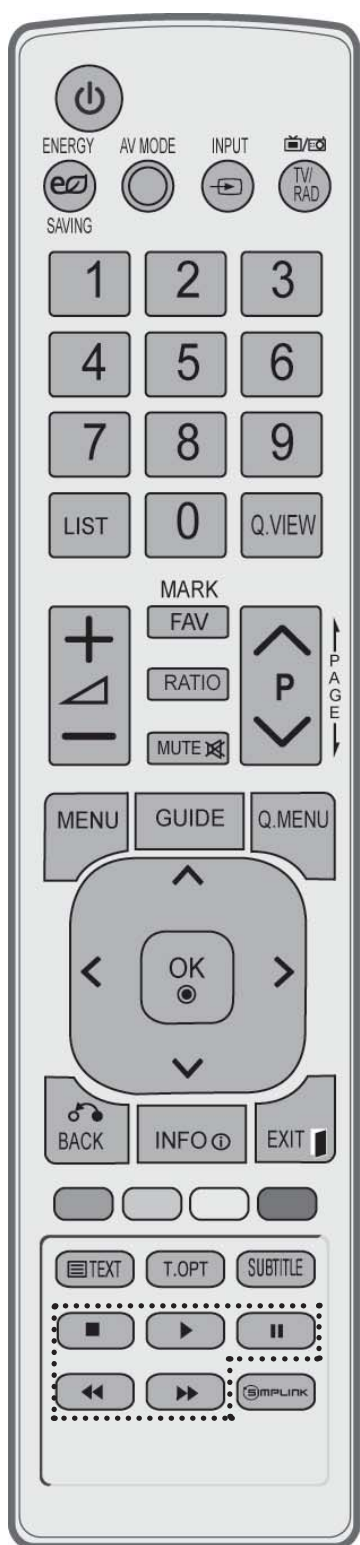 ENERGY AV MODE INPUT
TV/
RAD
SAVING
1 2 3
4 5 6
7 8 9
LIST 0 Q.VIEW
MARK
FAV
RATIO
P
PAGE
MUTE
MENU GUIDE Q.MENU
OK
BACK INFO EXIT
TEXT T.OPT SUBTITLE
SIMPLINK